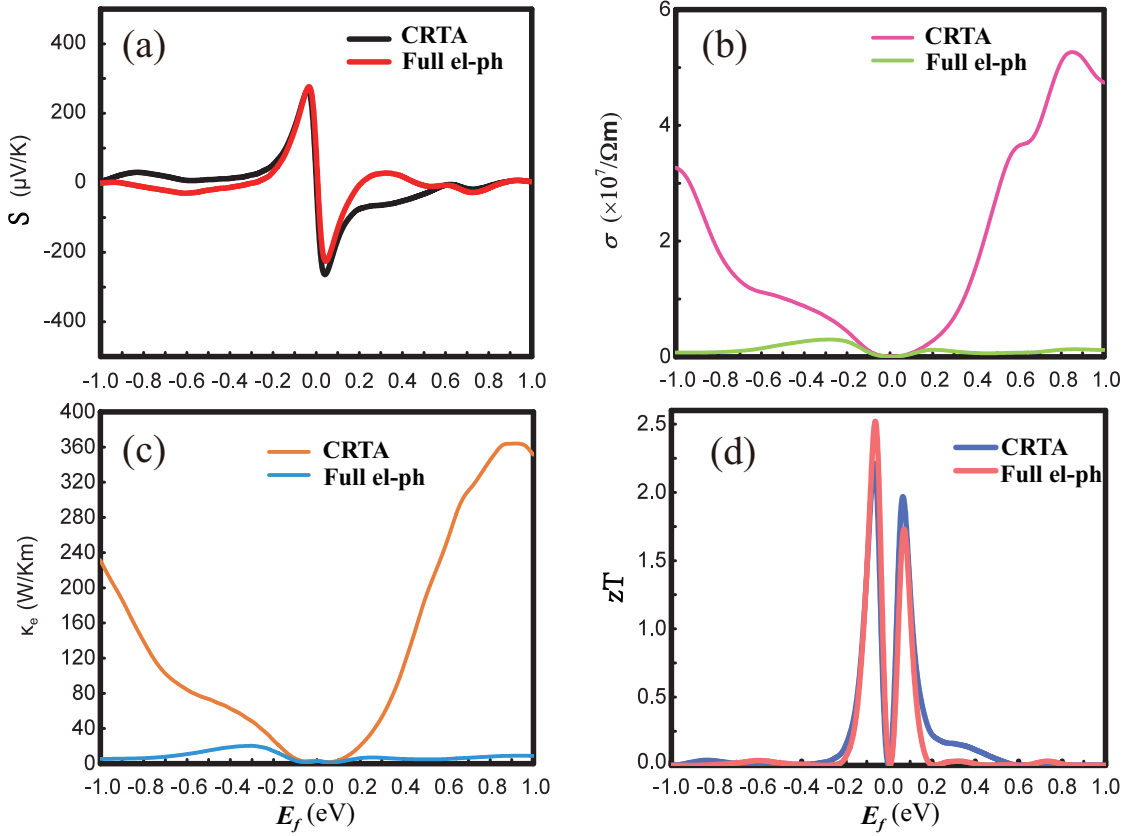 (a)
CRTA
Full el-ph
S (μV/K)
400
200
0
-200
-400
-1.0 -0.8 -0.6 -0.4 -0.2 0.0 0.2 0.4 0.6 0.8 1.0
(b)
CRTA
Full el-ph
σ (×10⁷/Ωm)
6
4
2
0
-1.0 -0.8 -0.6 -0.4 -0.2 0.0 0.2 0.4 0.6 0.8 1.0
(c)
CRTA
Full el-ph
κe (W/Km)
400
360
320
280
240
200
160
120
80
40
0
-1.0 -0.8 -0.6 -0.4 -0.2 0.0 0.2 0.4 0.6 0.8 1.0
Ef (eV)
(d)
CRTA
Full el-ph
zT
2.5
2.0
1.5
1.0
0.5
0.0
-1.0 -0.8 -0.6 -0.4 -0.2 0.0 0.2 0.4 0.6 0.8 1.0
Ef (eV)